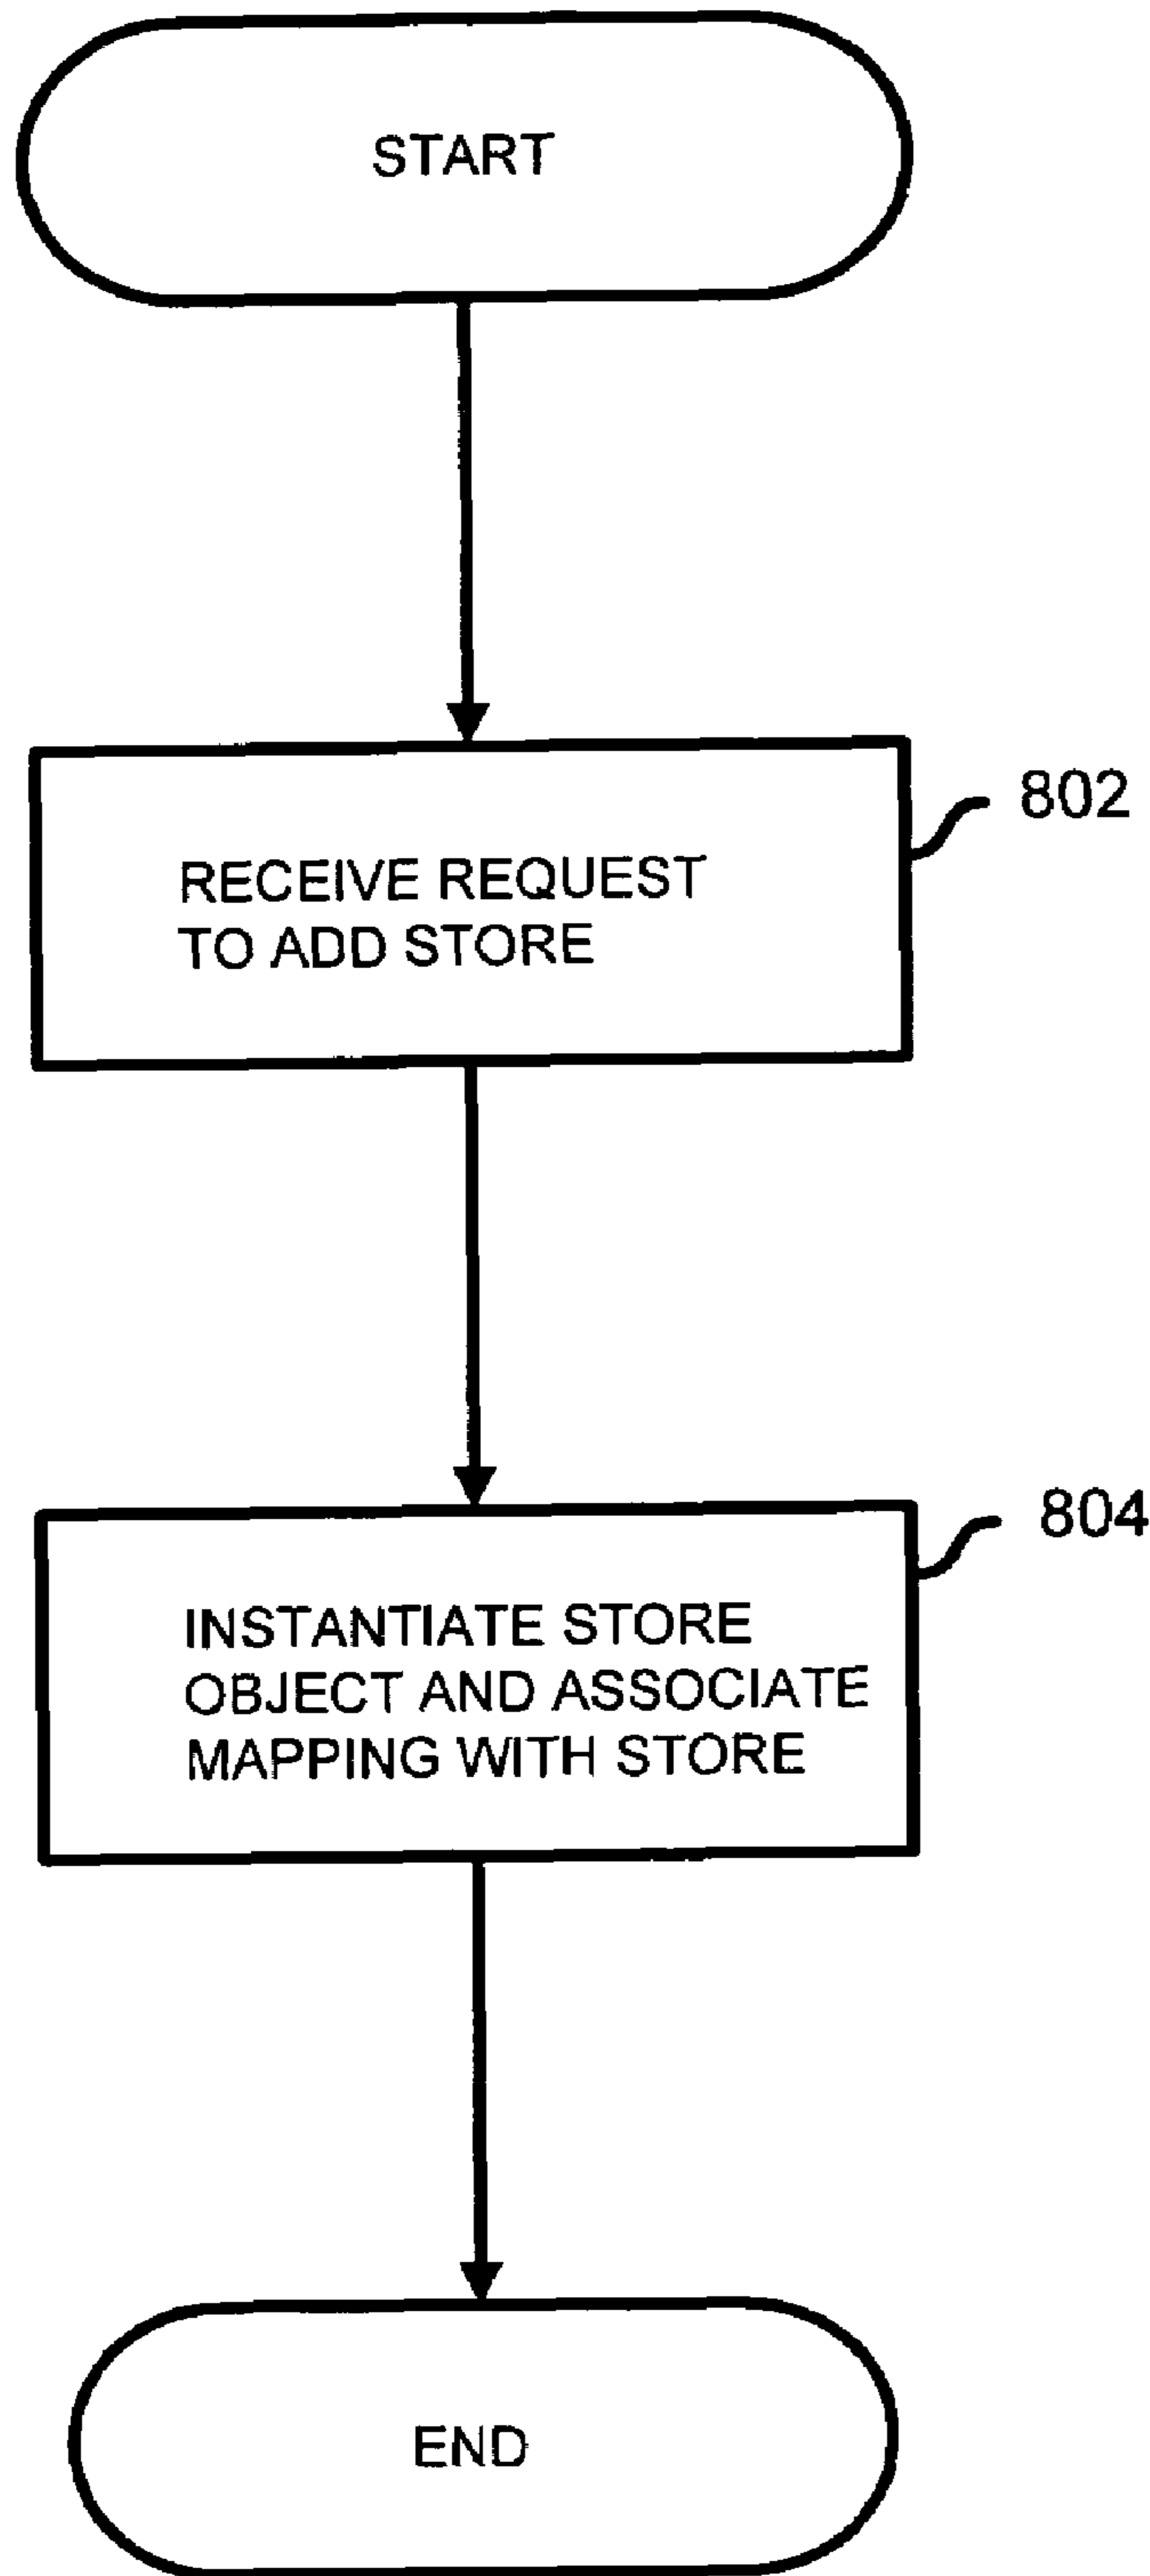 START
802
RECEIVE REQUEST
TO ADD STORE
804
INSTANTIATE STORE
OBJECT AND ASSOCIATE
MAPPING WITH STORE
END